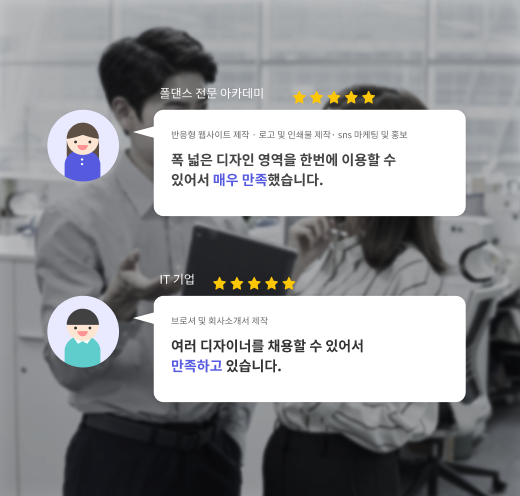 폴댄스 전문 아카데미
반응형 웹사이트 제작 · 로고 및 인쇄물 제작· sns 마케팅 및 홍보
폭 넓은 디자인 영역을 한번에 이용할 수
있어서 매우 만족했습니다.
IT 기업
브로셔 및 회사소개서 제작
여러 디자이너를 채용할 수 있어서
만족하고 있습니다.